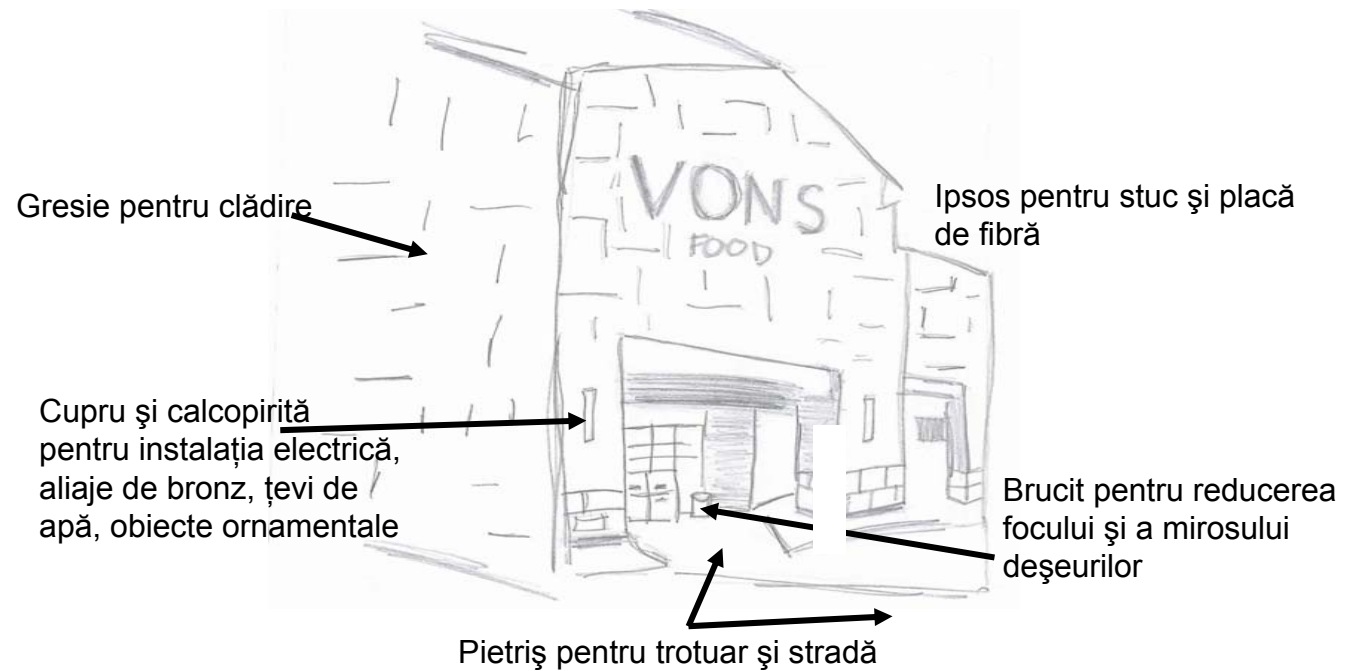 VONS
FOOD
Gresie pentru clădire
Ipsos pentru stuc şi placă
de fibră
Cupru şi calcopirită
pentru instalația electrică,
aliaje de bronz, țevi de
apă, obiecte ornamentale
Brucit pentru reducerea
focului şi a mirosului
deşeurilor
Pietriş pentru trotuar şi stradă